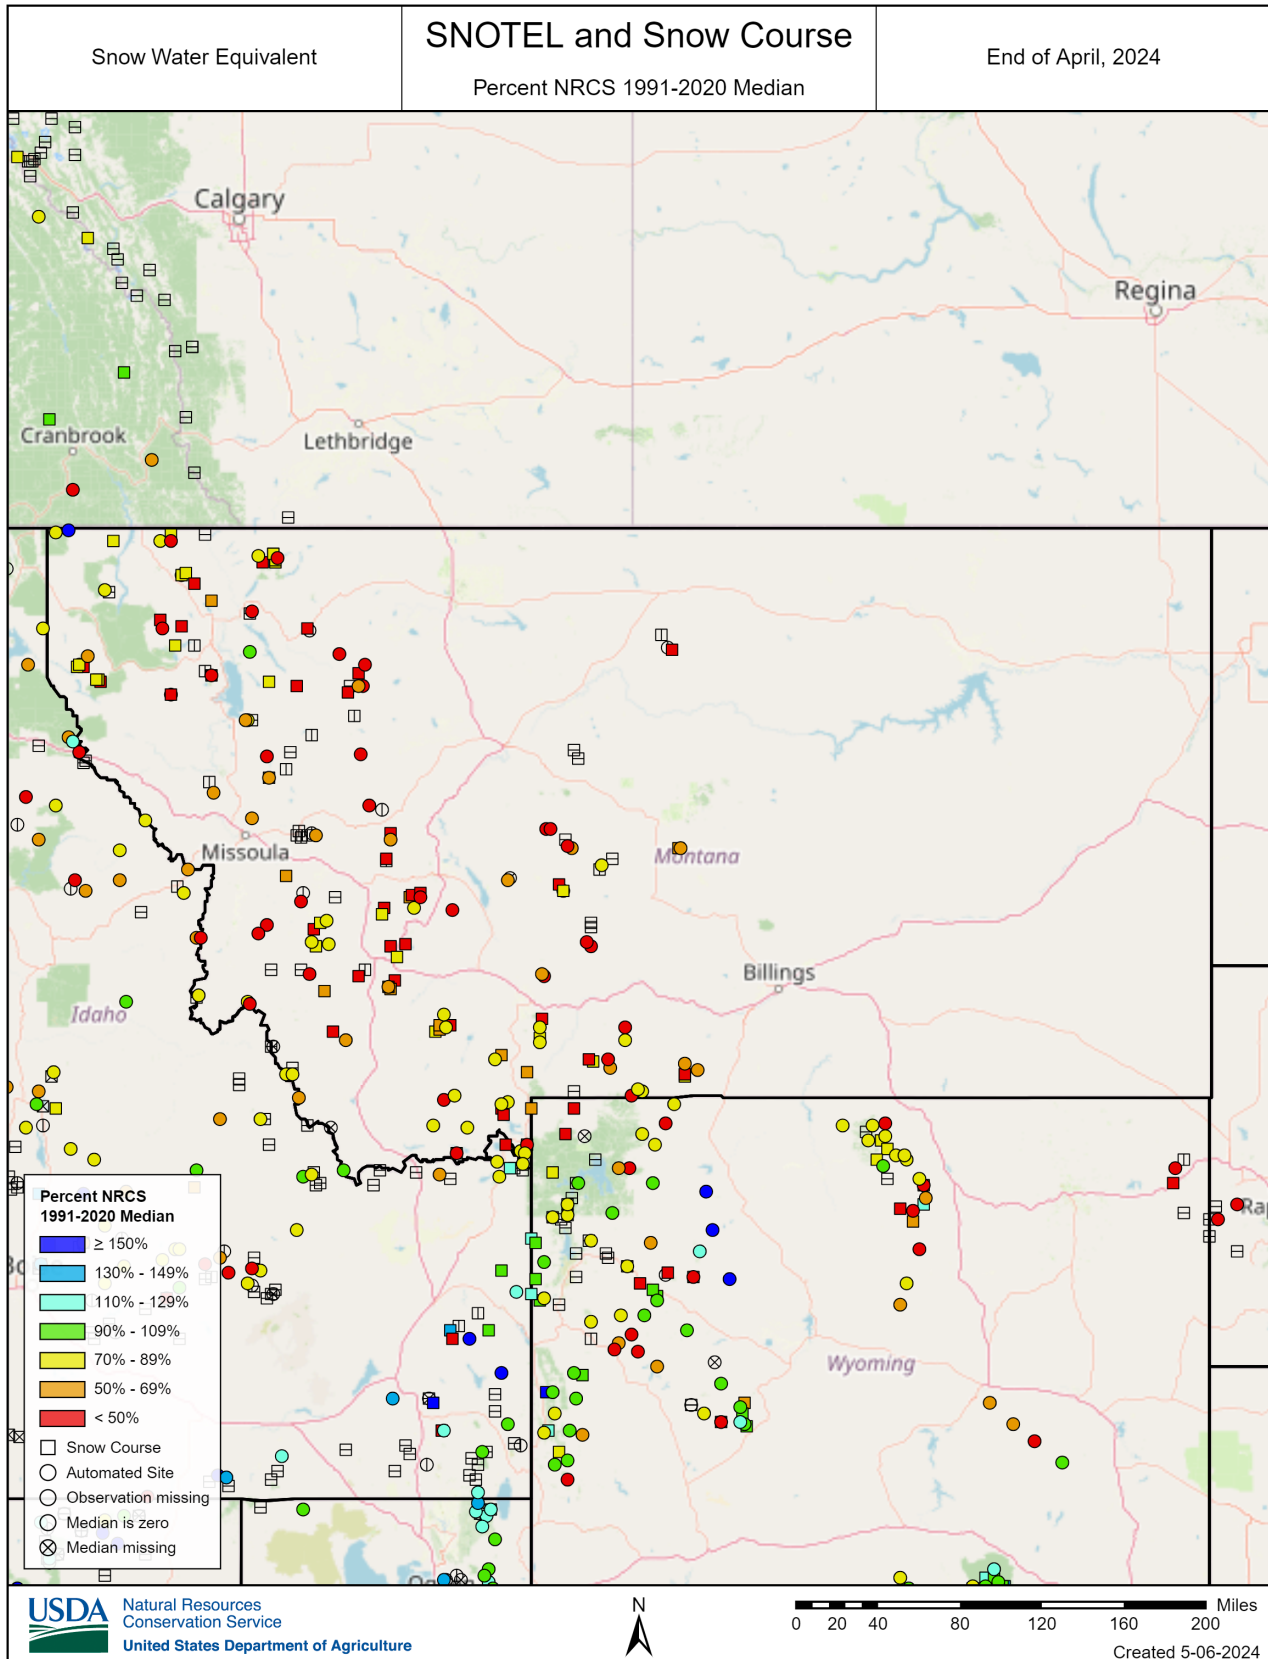 Snow Water Equivalent
SNOTEL and Snow Course
Percent NRCS 1991-2020 Median
End of April, 2024
Calgary
Regina
Cranbrook
Lethbridge
Missoula
Montana
Billings
Idaho
Wyoming
Percent NRCS
1991-2020 Median
≥ 150%
130% - 149%
110% - 129%
90% - 109%
70% - 89%
50% - 69%
< 50%
Snow Course
Automated Site
Observation missing
Median is zero
Median missing
USDA
Natural Resources
Conservation Service
United States Department of Agriculture
N
Miles
0 20 40 80 120 160 200
Created 5-06-2024